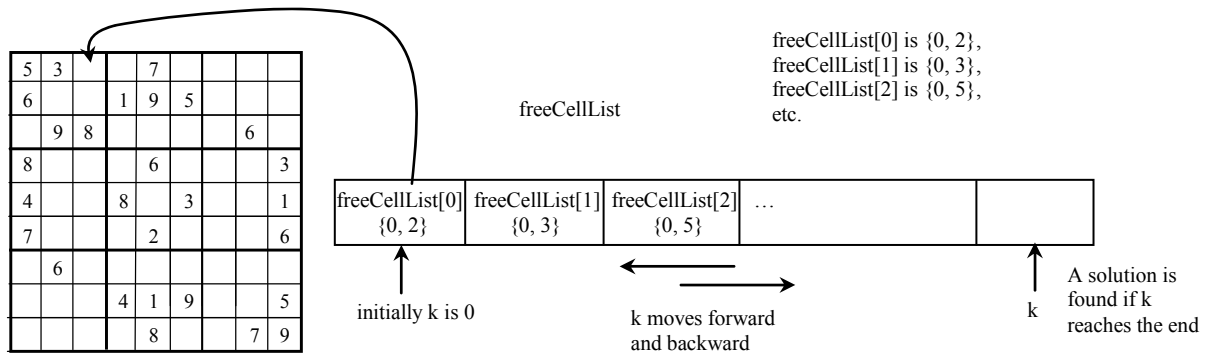 freeCellList[0] is {0, 2},
freeCellList[1] is {0, 3},
freeCellList[2] is {0, 5},
etc.
freeCellList
5 3 7
6 1 9 5
9 8 6
8 6 3
4 8 3 1
7 2 6
6
4 1 9 5
8 7 9
freeCellList[0] freeCellList[1] freeCellList[2] …
{0, 2} {0, 3} {0, 5}
initially k is 0
k moves forward
and backward
k
A solution is
found if k
reaches the end